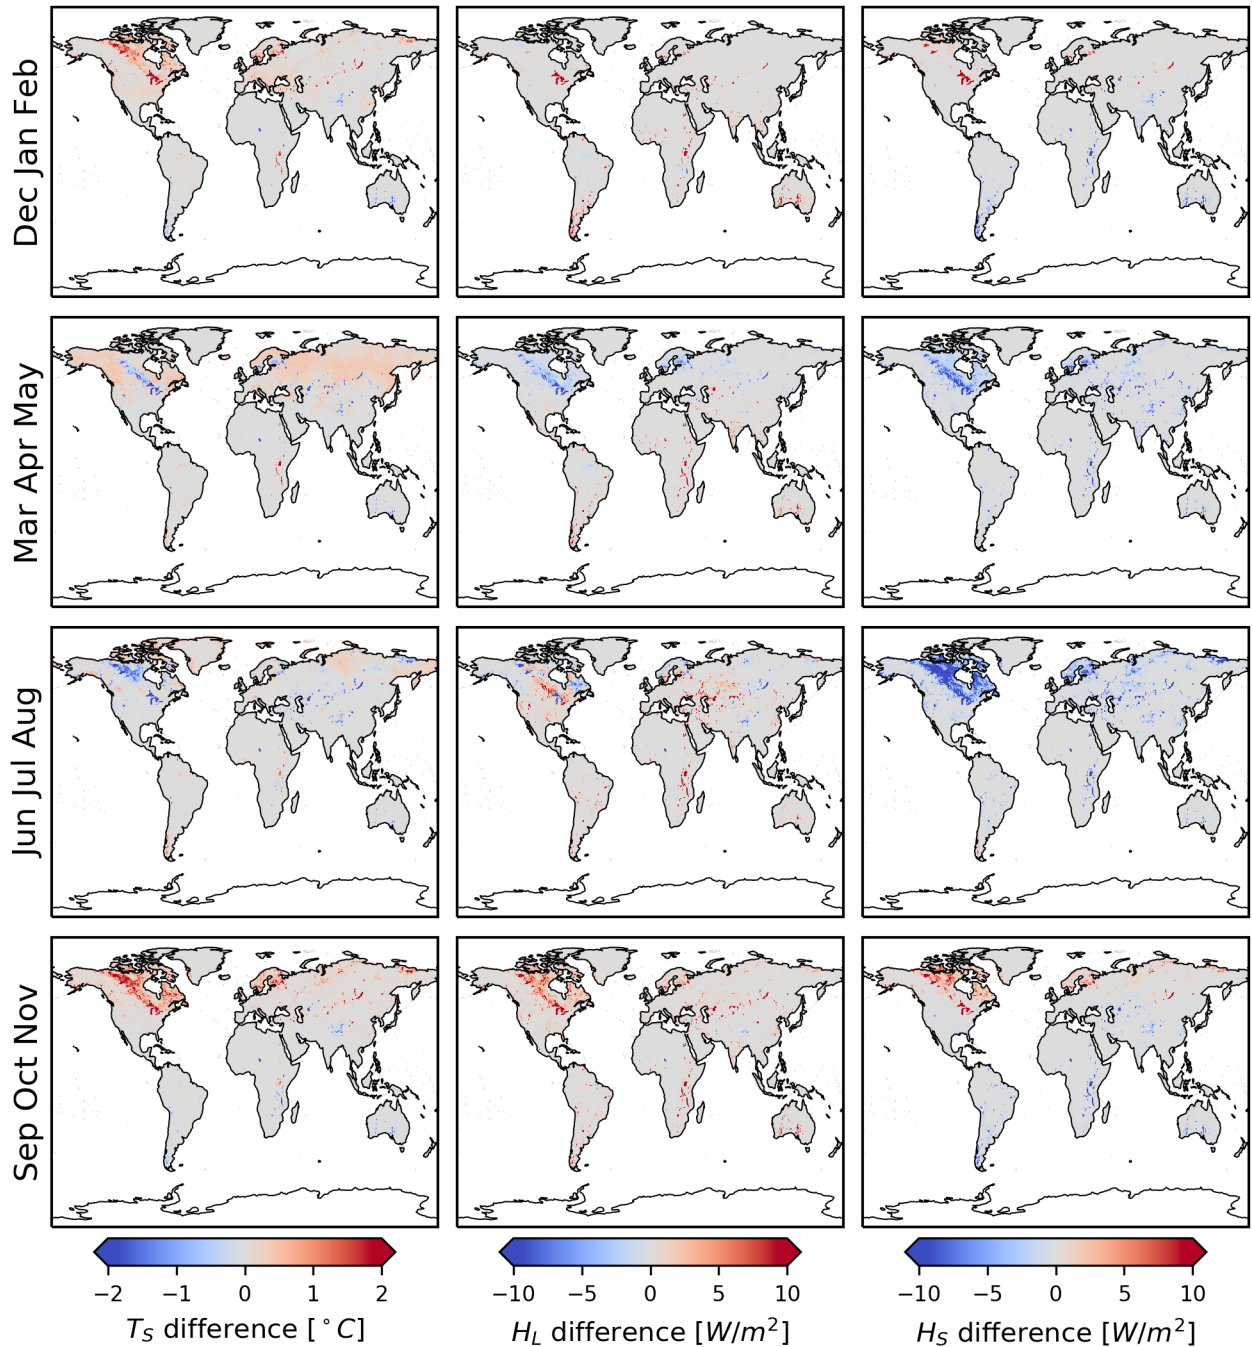 Dec Jan Feb
Mar Apr May
Jun Jul Aug
Sep Oct Nov
−2 −1 0 1 2
−10 −5 0 5 10
−10 −5 0 5 10
T_S difference [°C]
H_L difference [W/m²]
H_S difference [W/m²]